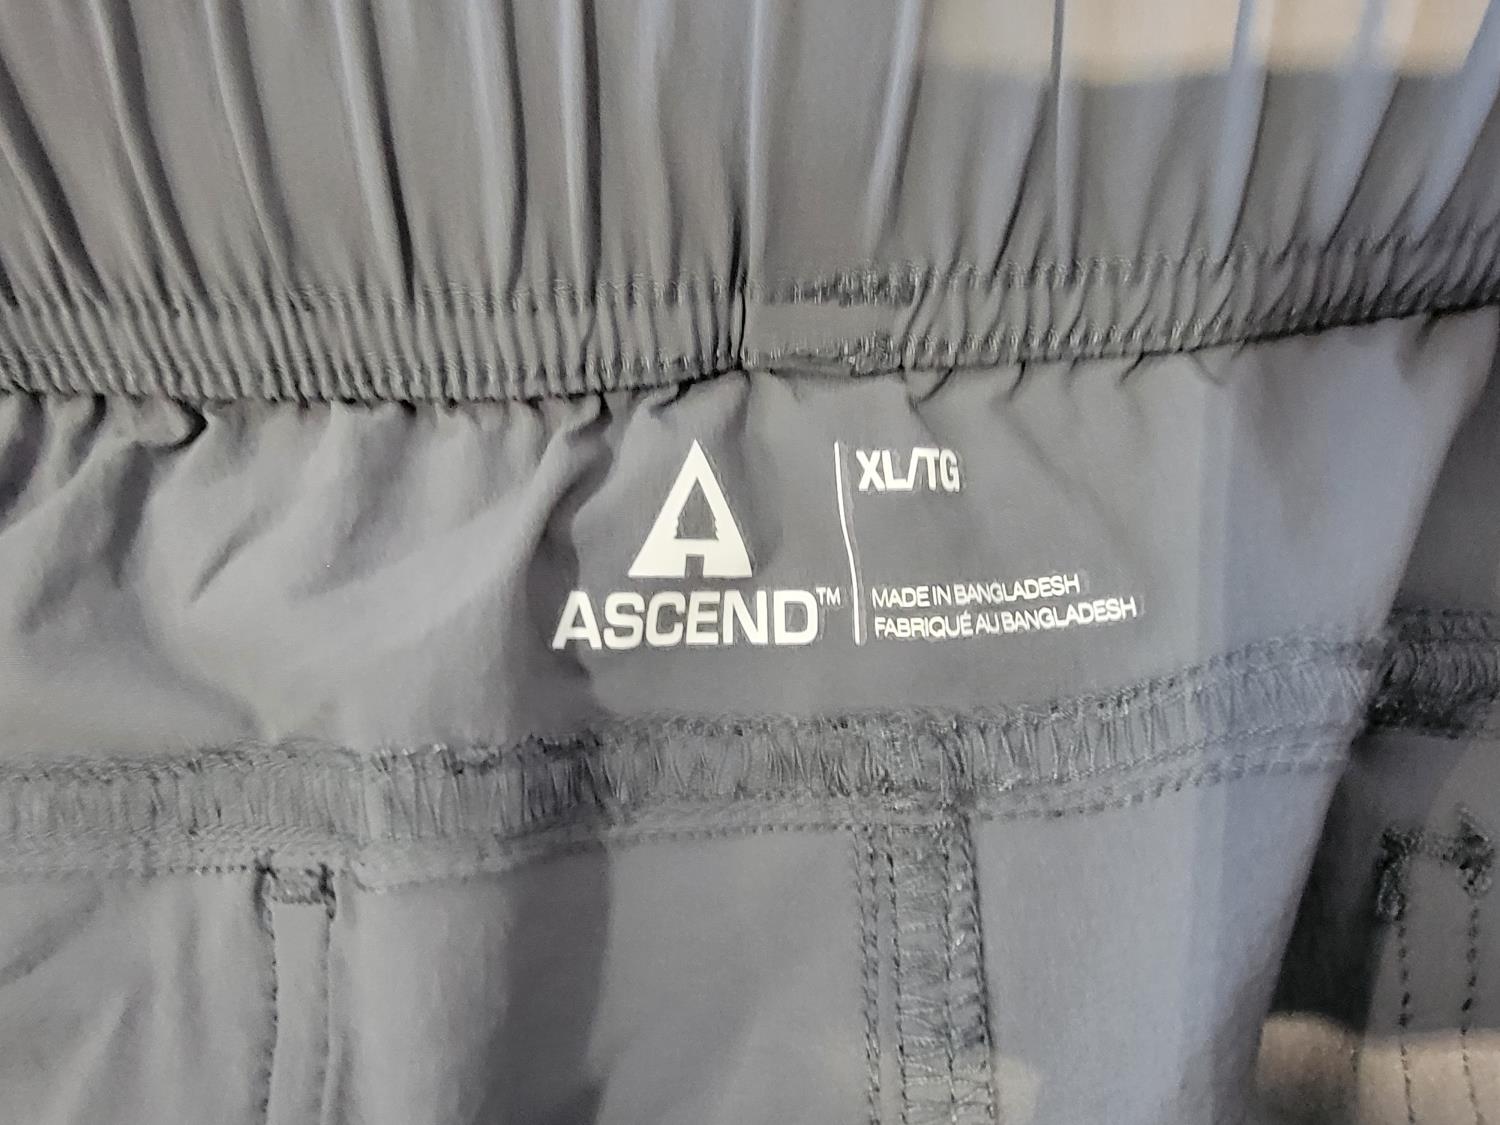 ASCEND™
XL/TG
MADE IN BANGLADESH
FABRIQUÉ AU BANGLADESH